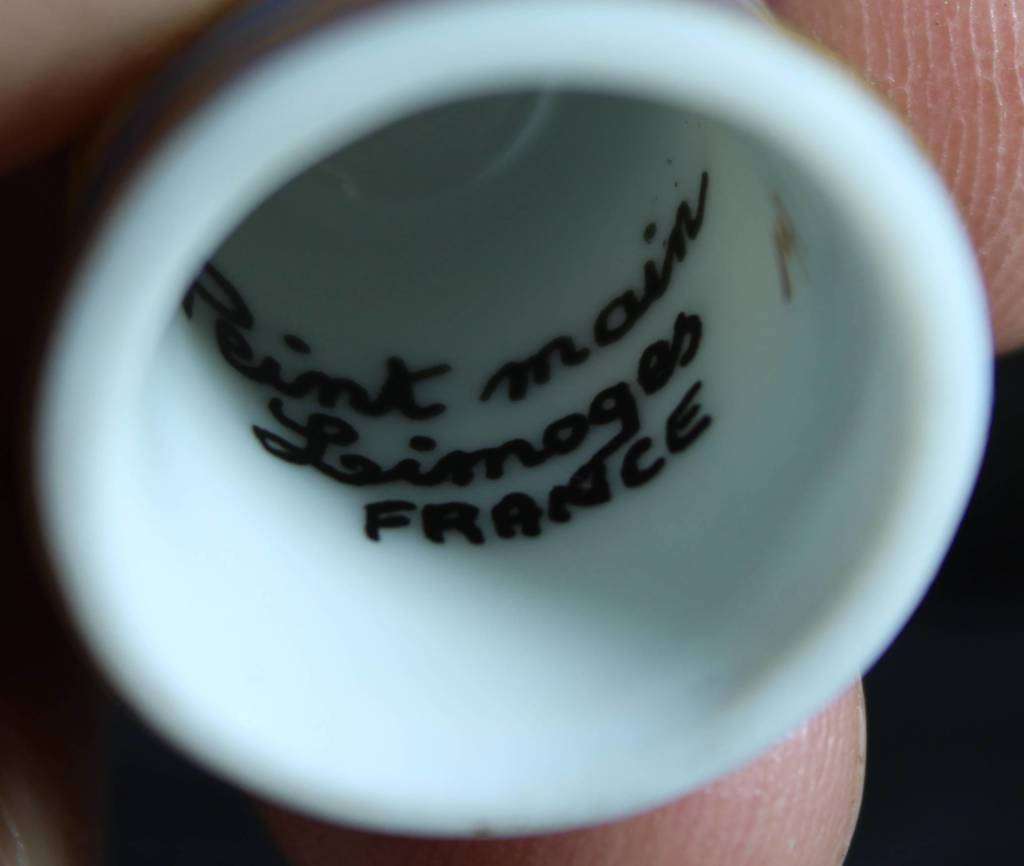 Peint main
Limoges
FRANCE